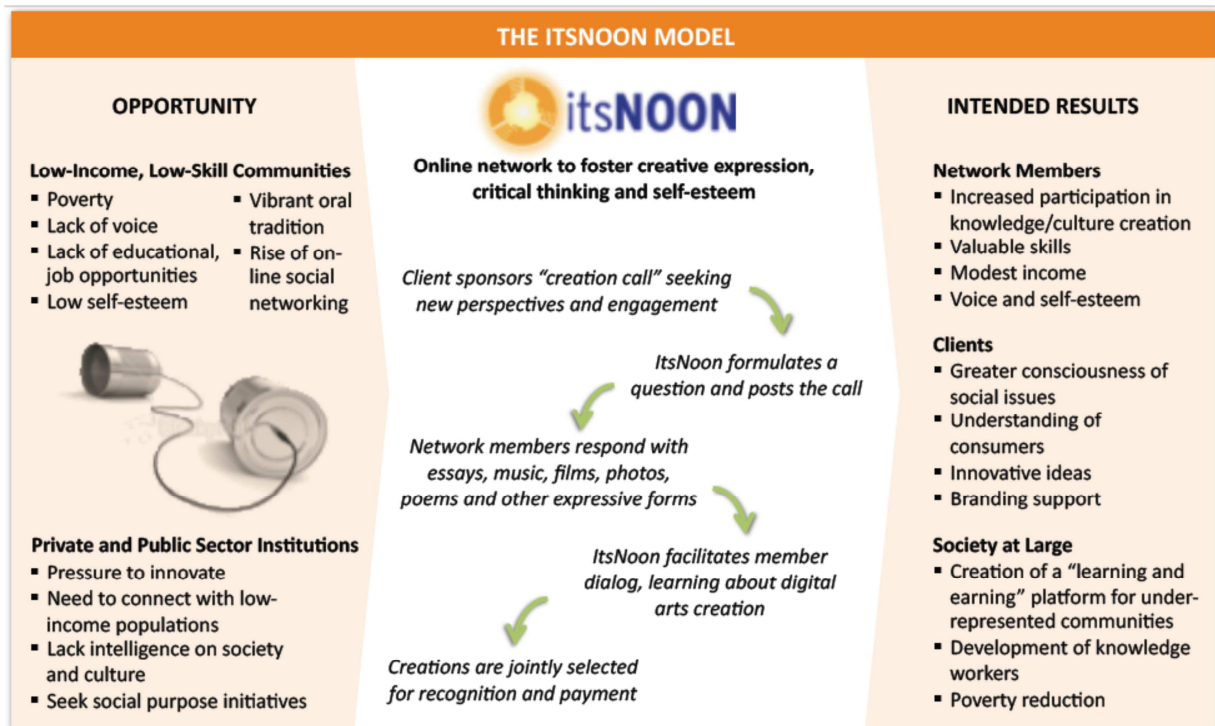 THE ITSNOON MODEL
OPPORTUNITY
Low-Income, Low-Skill Communities
▪ Poverty
▪ Lack of voice
▪ Lack of educational,
job opportunities
▪ Low self-esteem
▪ Vibrant oral
tradition
▪ Rise of on-
line social
networking
Private and Public Sector Institutions
▪ Pressure to innovate
▪ Need to connect with low-
income populations
▪ Lack intelligence on society
and culture
▪ Seek social purpose initiatives
itsNOON
Online network to foster creative expression,
critical thinking and self-esteem
Client sponsors “creation call” seeking
new perspectives and engagement
ItsNoon formulates a
question and posts the call
Network members respond with
essays, music, films, photos,
poems and other expressive forms
ItsNoon facilitates member
dialog, learning about digital
arts creation
Creations are jointly selected
for recognition and payment
INTENDED RESULTS
Network Members
▪ Increased participation in
knowledge/culture creation
▪ Valuable skills
▪ Modest income
▪ Voice and self-esteem
Clients
▪ Greater consciousness of
social issues
▪ Understanding of
consumers
▪ Innovative ideas
▪ Branding support
Society at Large
▪ Creation of a “learning and
earning” platform for under-
represented communities
▪ Development of knowledge
workers
▪ Poverty reduction